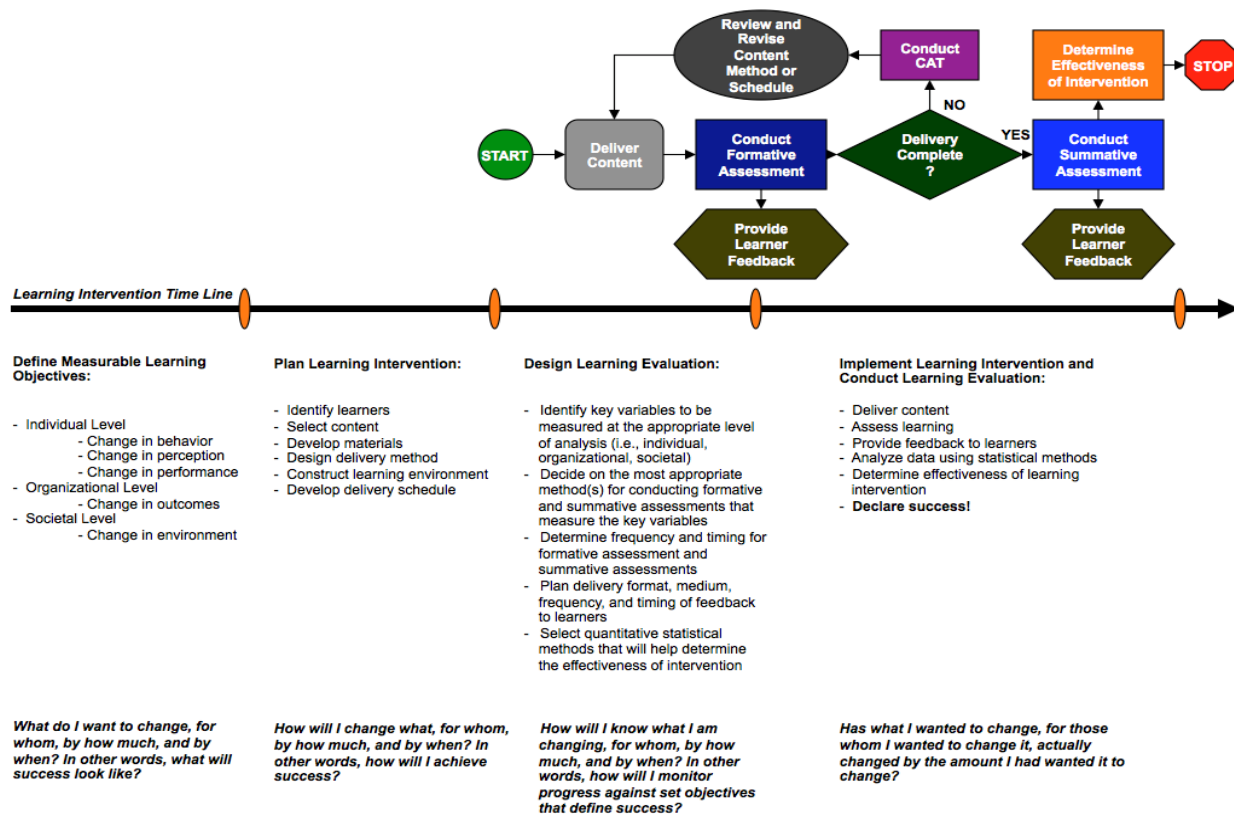 Review and
Revise
Content
Method or
Schedule
Conduct
CAT
Determine
Effectiveness
of Intervention
STOP
NO
START
Deliver
Content
Conduct
Formative
Assessment
Delivery
Complete
?
YES
Conduct
Summative
Assessment
Provide
Learner
Feedback
Provide
Learner
Feedback
Learning Intervention Time Line
Define Measurable Learning
Objectives:
- Individual Level
- Change in behavior
- Change in perception
- Change in performance
- Organizational Level
- Change in outcomes
- Societal Level
- Change in environment
What do I want to change, for
whom, by how much, and by
when? In other words, what will
success look like?
Plan Learning Intervention:
- Identify learners
- Select content
- Develop materials
- Design delivery method
- Construct learning environment
- Develop delivery schedule
How will I change what, for whom,
by how much, and by when? In
other words, how will I achieve
success?
Design Learning Evaluation:
- Identify key variables to be
measured at the appropriate level
of analysis (i.e., individual,
organizational, societal)
- Decide on the most appropriate
method(s) for conducting formative
and summative assessments that
measure the key variables
- Determine frequency and timing for
formative assessment and
summative assessments
- Plan delivery format, medium,
frequency, and timing of feedback
to learners
- Select quantitative statistical
methods that will help determine
the effectiveness of intervention
How will I know what I am
changing, for whom, by how
much, and by when? In other
words, how will I monitor
progress against set objectives
that define success?
Implement Learning Intervention and
Conduct Learning Evaluation:
- Deliver content
- Assess learning
- Provide feedback to learners
- Analyze data using statistical methods
- Determine effectiveness of learning
intervention
- Declare success!
Has what I wanted to change, for those
whom I wanted to change it, actually
changed by the amount I had wanted it to
change?